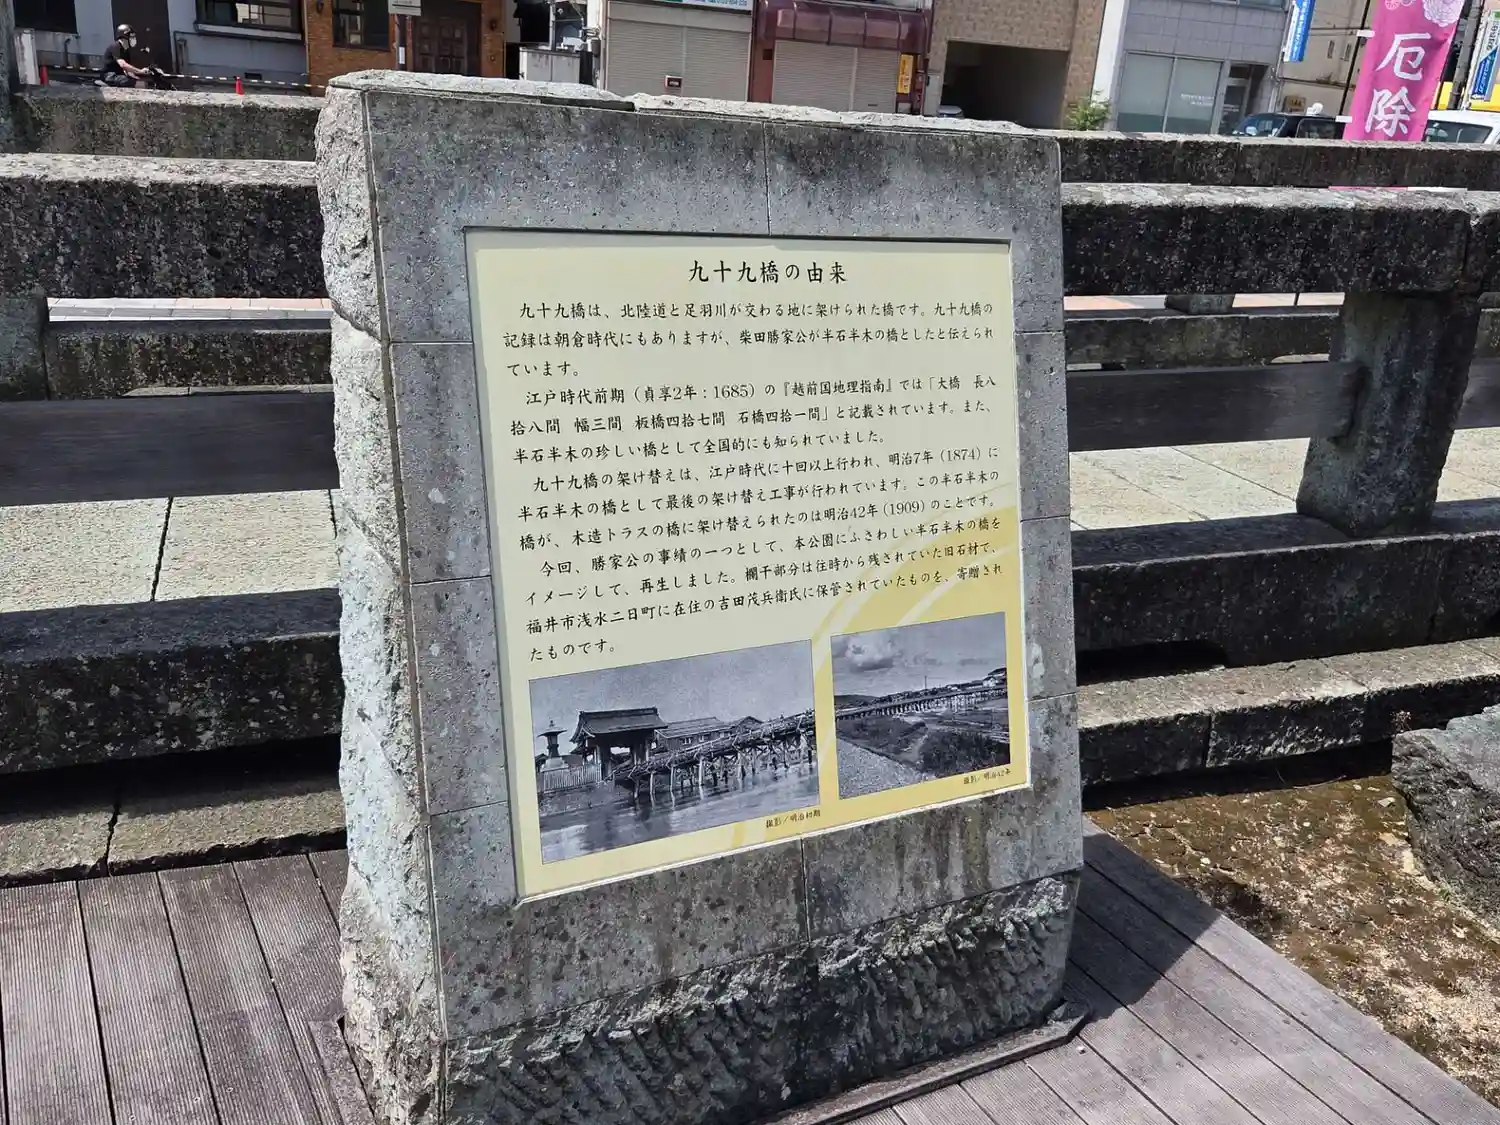 厄除
九十九橋の由来
九十九橋は、北陸道と足羽川が交わる地に架けられた橋です。九十九橋の
記録は朝倉時代にもありますが、柴田勝家公が半石半木の橋としたと伝えられ
ています。
江戸時代前期（貞享2年：1685）の『越前国地理指南』では「大橋　長八
拾八間　幅三間　板橋四拾七間　石橋四拾一間」と記載されています。また、
半石半木の珍しい橋として全国的にも知られていました。
九十九橋の架け替えは、江戸時代に十回以上行われ、明治7年（1874）に
半石半木の橋として最後の架け替え工事が行われています。この半石半木の
橋が、木造トラスの橋に架け替えられたのは明治42年（1909）のことです。
今回、勝家公の事績の一つとして、本公園にふさわしい半石半木の橋を
イメージして、再生しました。欄干部分は往時から残されていた旧石材で、
福井市浅水二日町に在住の吉田茂兵衛氏に保管されていたものを、寄贈され
たものです。
撮影／明治初期
撮影／明治42年